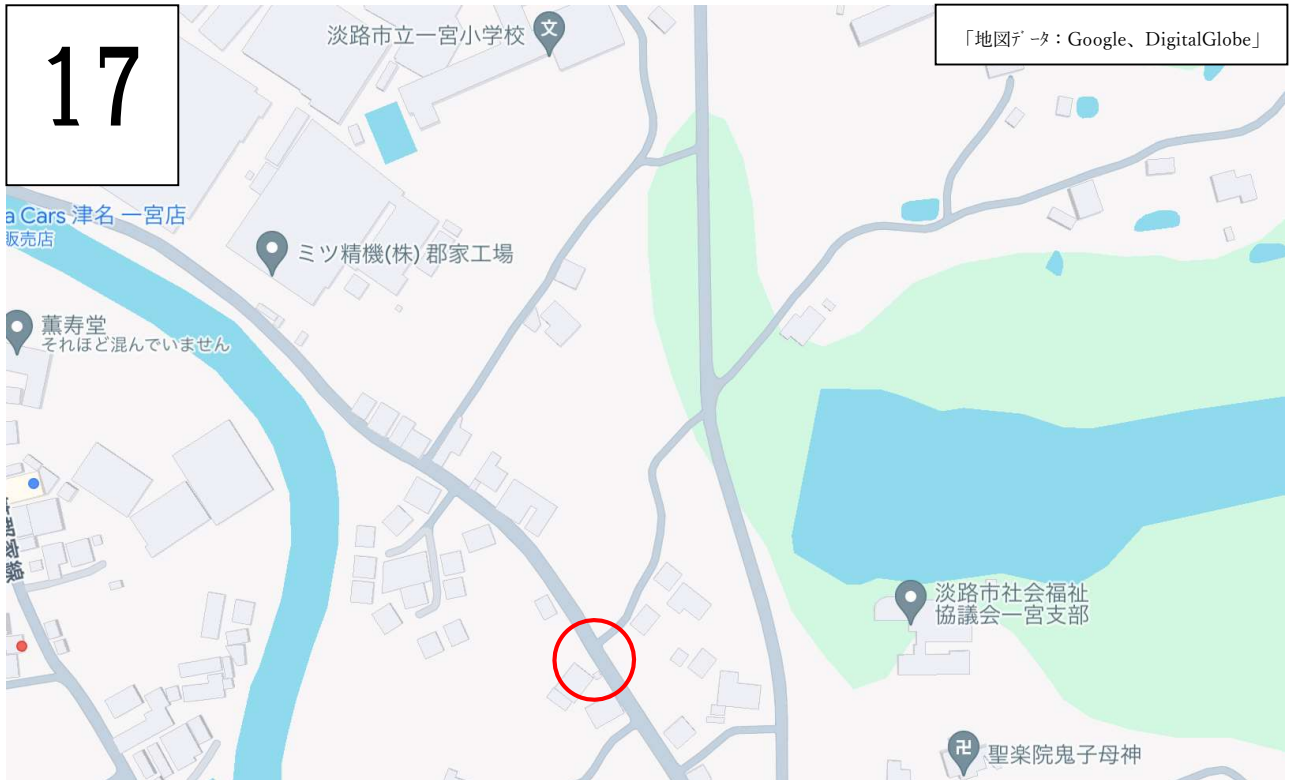 17
「地図ﾃﾞｰﾀ：Google、DigitalGlobe」
淡路市立一宮小学校
文
a Cars 津名 一宮店
販売店
ミツ精機(株) 郡家工場
薫寿堂
それほど混んでいません
淡路市社会福祉
協議会一宮支部
卍
聖楽院鬼子母神